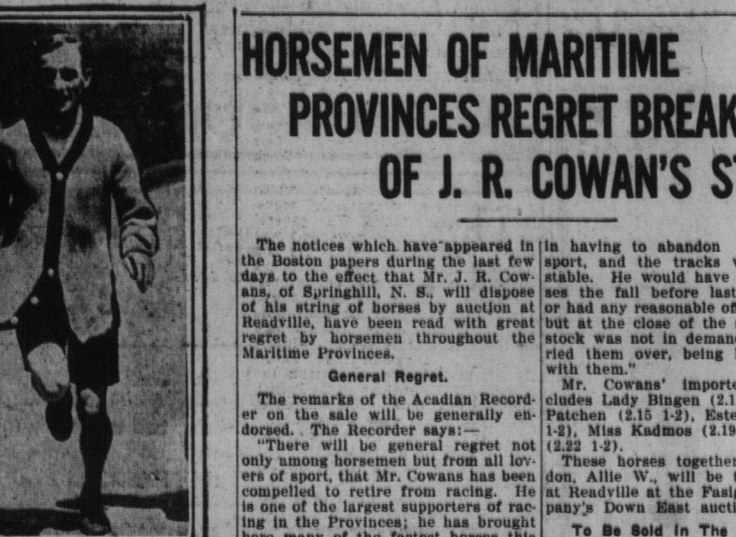 HORSEMEN OF MARITIME
PROVINCES REGRET BREAK
OF J. R. COWAN'S
The notices which have appeared in
the Boston papers during the last few
days to the effect that Mr. J. R. Cow-
ans, of Springhill, N. S., will dispose
of his string of horses by auction at
Readville, have been read with great
regret by horsemen throughout the
Maritime Provinces.
General Regret.
The remarks of the Acadian Record-
er on the sale will be generally en-
dorsed. The Recorder says:—
"There will be general regret not
only among horsemen but from all lov-
ers of sport, that Mr. Cowans has been
compelled to retire from racing. He
is one of the largest supporters of rac-
ing in the Provinces; he has brought
here many of the fastest horses this
in having to abandon
sport, and the tracks
stable. He would have
ses the fall before last
or had any reasonable
but at the close of the
stock was not in
ried them over, being
with them."
Mr. Cowans'
cludes Lady Bingen
Patchen (2.15 1-2),
1-2), Miss Kadmos
(2.22 1-2).
These horses together
don, Allie W., will be
at Readville at the
pany's Down East
To Be Sold In The